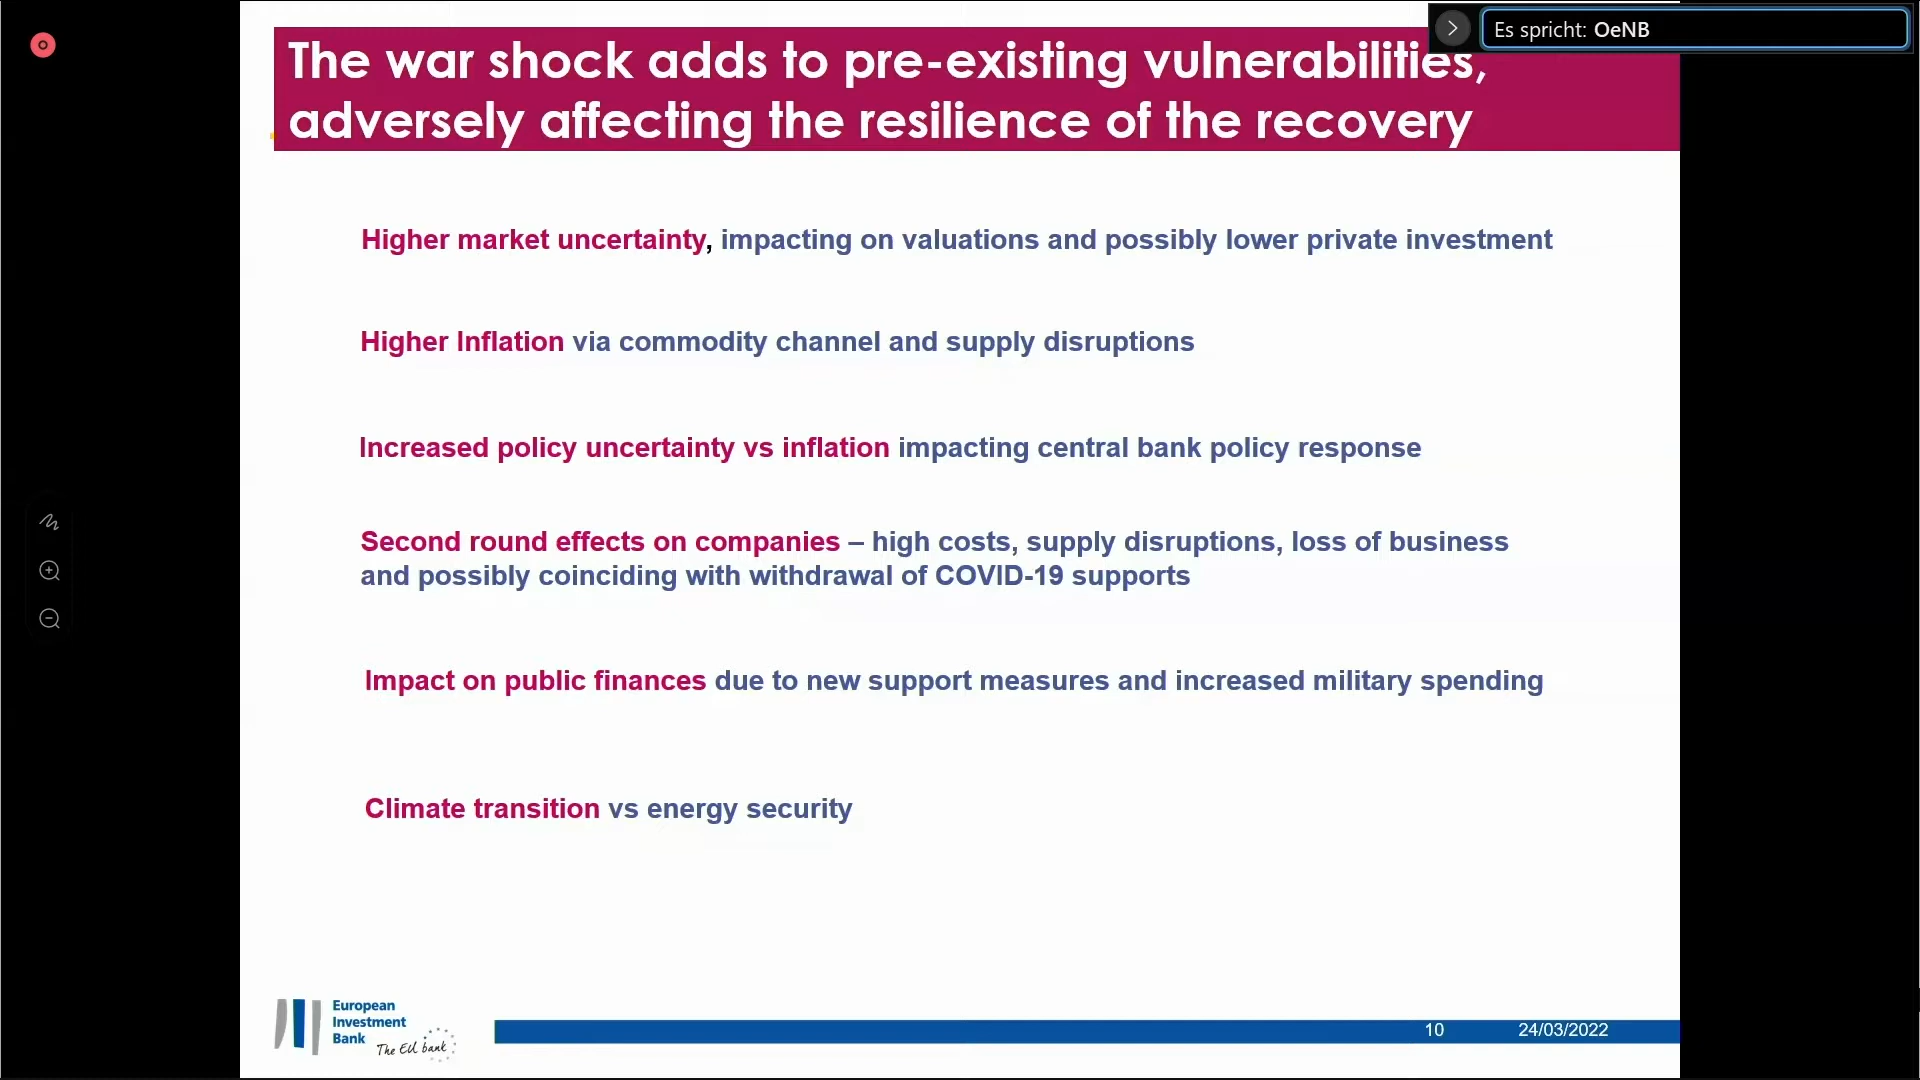 Es spricht: OeNB
The war shock adds to pre-existing vulnerabilities,
adversely affecting the resilience of the recovery
Higher market uncertainty, impacting on valuations and possibly lower private investment
Higher Inflation via commodity channel and supply disruptions
Increased policy uncertainty vs inflation impacting central bank policy response
Second round effects on companies – high costs, supply disruptions, loss of business
and possibly coinciding with withdrawal of COVID-19 supports
Impact on public finances due to new support measures and increased military spending
Climate transition vs energy security
European
Investment
Bank
The EU bank
10
24/03/2022